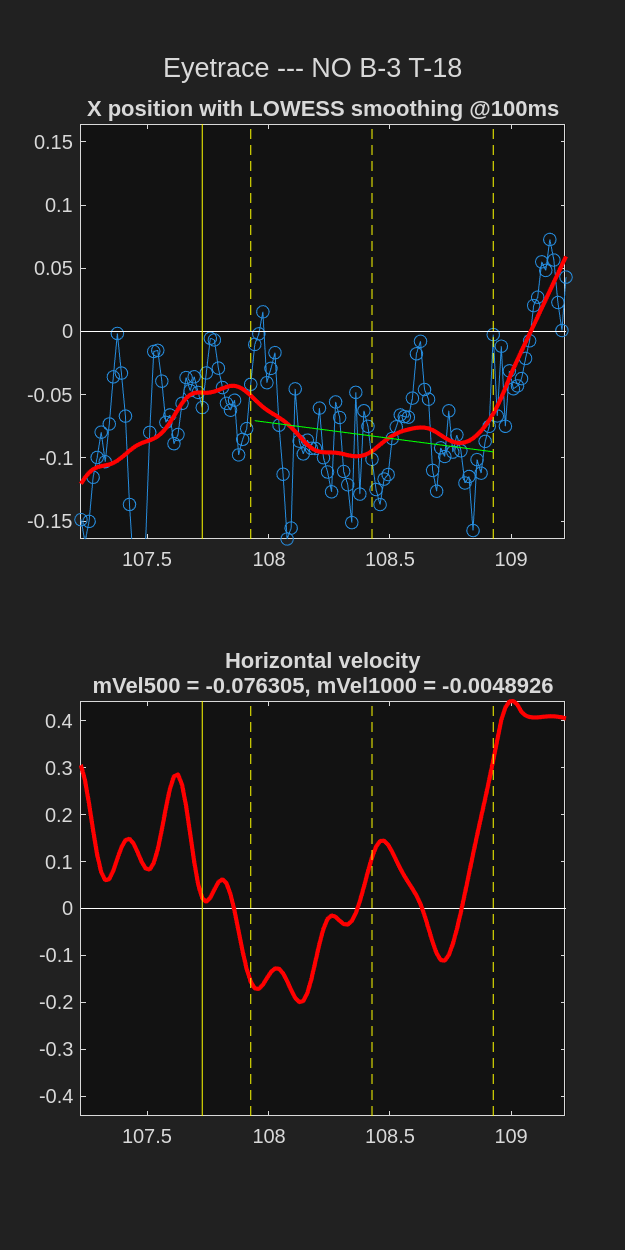 Eyetrace --- NO B-3 T-18
X position with LOWESS smoothing @100ms
0.15
0.1
0.05
0
-0.05
-0.1
-0.15
107.5 108 108.5 109
Horizontal velocity
mVel500 = -0.076305, mVel1000 = -0.0048926
0.4
0.3
0.2
0.1
0
-0.1
-0.2
-0.3
-0.4
107.5 108 108.5 109